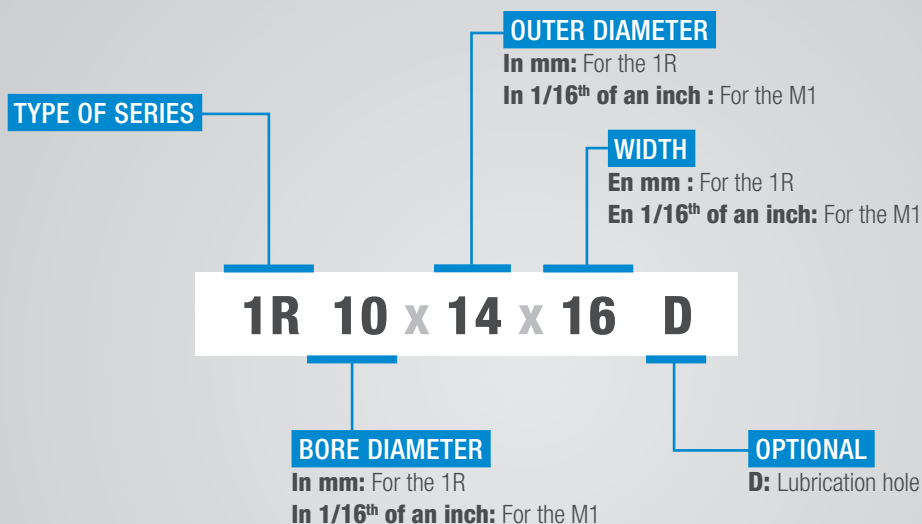 OUTER DIAMETER
In mm: For the 1R
In 1/16th of an inch : For the M1
TYPE OF SERIES
WIDTH
En mm : For the 1R
En 1/16th of an inch: For the M1
1R 10 x 14 x 16 D
BORE DIAMETER
In mm: For the 1R
In 1/16th of an inch: For the M1
OPTIONAL
D: Lubrication hole